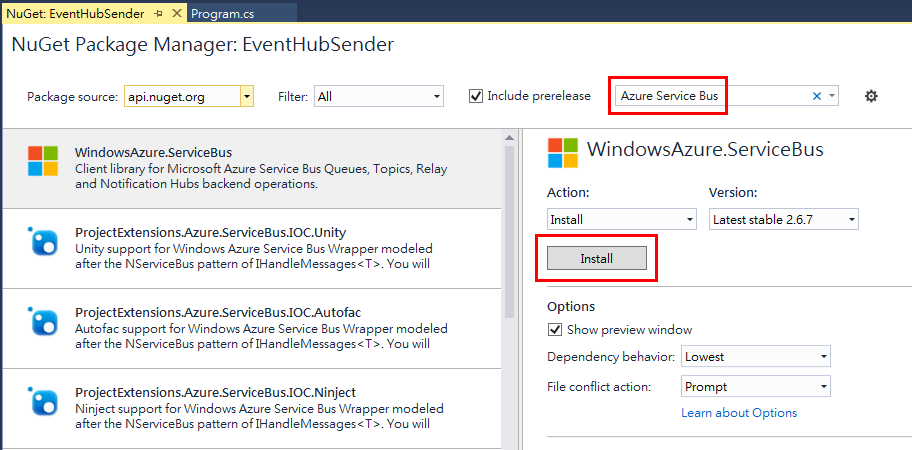 NuGet: EventHubSender
Program.cs
NuGet Package Manager: EventHubSender
Package source: api.nuget.org
Filter: All
Include prerelease
Azure Service Bus
WindowsAzure.ServiceBus
Client library for Microsoft Azure Service Bus Queues, Topics, Relay
and Notification Hubs backend operations.
ProjectExtensions.Azure.ServiceBus.IOC.Unity
Unity support for Windows Azure Service Bus Wrapper modeled
after the NServiceBus pattern of IHandleMessages<T>. You will
ProjectExtensions.Azure.ServiceBus.IOC.Autofac
Autofac support for Windows Azure Service Bus Wrapper modeled
after the NServiceBus pattern of IHandleMessages<T>. You will
ProjectExtensions.Azure.ServiceBus.IOC.Ninject
Ninject support for Windows Azure Service Bus Wrapper modeled
after the NServiceBus pattern of IHandleMessages<T>. You will
WindowsAzure.ServiceBus
Action: Version:
Install Latest stable 2.6.7
Install
Options
Show preview window
Dependency behavior: Lowest
File conflict action: Prompt
Learn about Options